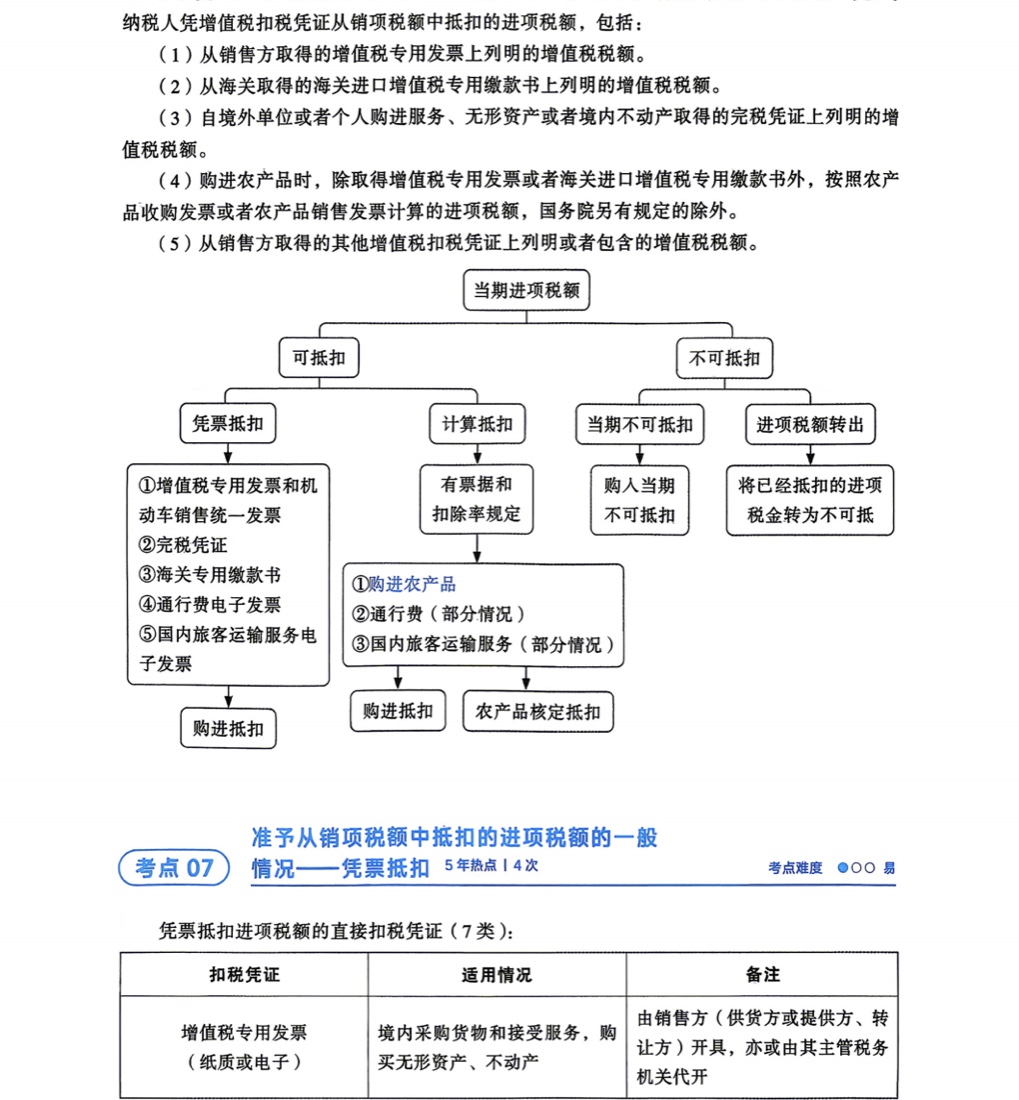 纳税人凭增值税扣税凭证从销项税额中抵扣的进项税额，包括：
（1）从销售方取得的增值税专用发票上列明的增值税税额。
（2）从海关取得的海关进口增值税专用缴款书上列明的增值税税额。
（3）自境外单位或者个人购进服务、无形资产或者境内不动产取得的完税凭证上列明的增
值税税额。
（4）购进农产品时，除取得增值税专用发票或者海关进口增值税专用缴款书外，按照农产
品收购发票或者农产品销售发票计算的进项税额，国务院另有规定的除外。
（5）从销售方取得的其他增值税扣税凭证上列明或者包含的增值税税额。
当期进项税额
可抵扣
不可抵扣
凭票抵扣
计算抵扣
当期不可抵扣
进项税额转出
①增值税专用发票和机
动车销售统一发票
②完税凭证
③海关专用缴款书
④通行费电子发票
⑤国内旅客运输服务电
子发票
有票据和
扣除率规定
购入当期
不可抵扣
将已经抵扣的进项
税金转为不可抵
①购进农产品
②通行费（部分情况）
③国内旅客运输服务（部分情况）
购进抵扣
购进抵扣
农产品核定抵扣
考点 07
准予从销项税额中抵扣的进项税额的一般
情况——凭票抵扣 5年热点 | 4次
考点难度 易
凭票抵扣进项税额的直接扣税凭证（7类）：
扣税凭证
适用情况
备注
增值税专用发票
（纸质或电子）
境内采购货物和接受服务，购
买无形资产、不动产
由销售方（供货方或提供方、转
让方）开具，亦或由其主管税务
机关代开